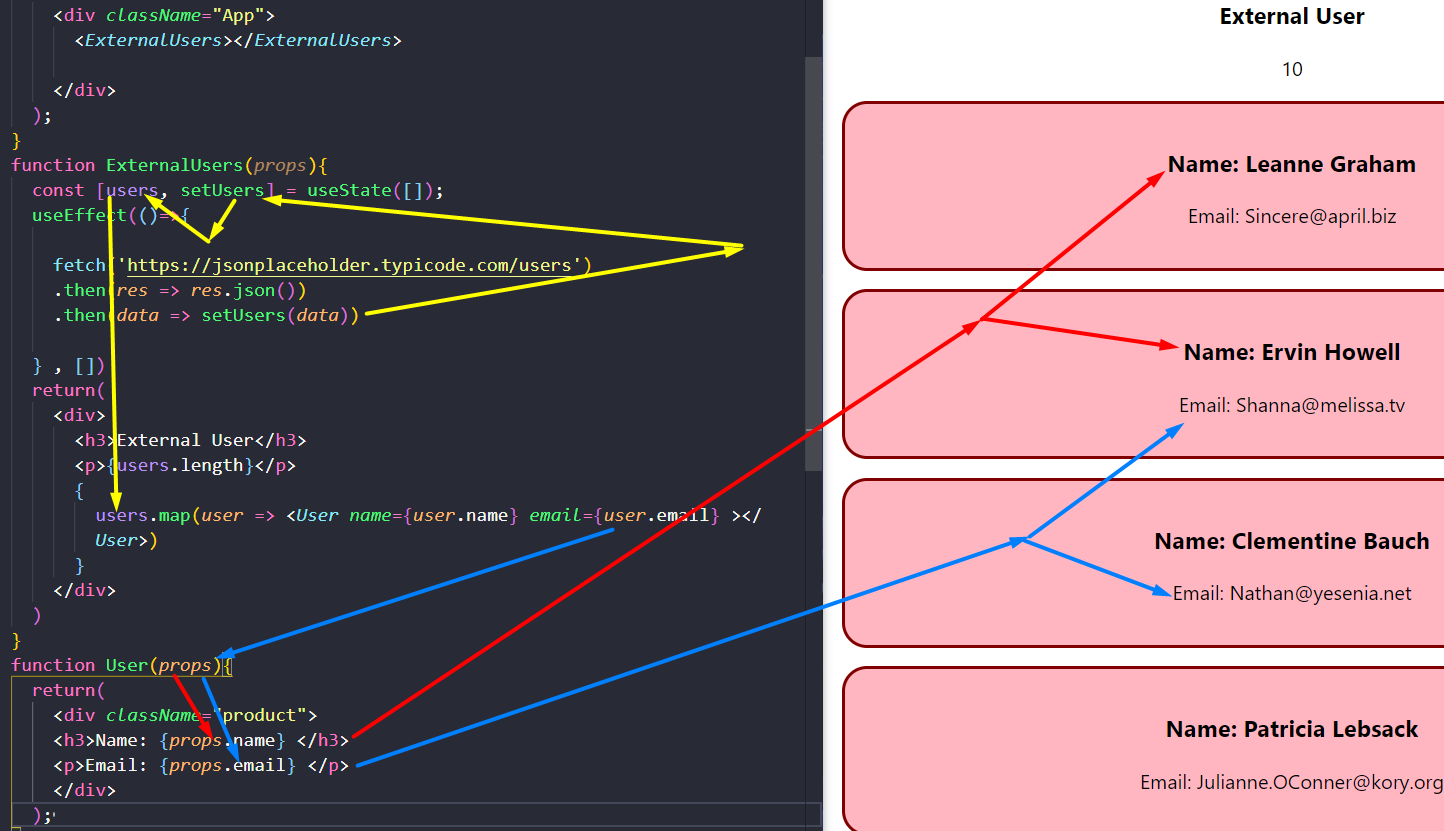 <div className="App">
<ExternalUsers></ExternalUsers>
</div>
);
}
function ExternalUsers(props){
const [users, setUsers] = useState([]);
useEffect(()=>{
fetch('https://jsonplaceholder.typicode.com/users')
.then(res => res.json())
.then(data => setUsers(data))
} , [])
return(
<div>
<h3>External User</h3>
<p>{users.length}</p>
{
users.map(user => <User name={user.name} email={user.email} ></
User>)
}
</div>
)
}
function User(props){
return(
<div className="product">
<h3>Name: {props.name} </h3>
<p>Email: {props.email} </p>
</div>
);
External User
10
Name: Leanne Graham
Email: Sincere@april.biz
Name: Ervin Howell
Email: Shanna@melissa.tv
Name: Clementine Bauch
Email: Nathan@yesenia.net
Name: Patricia Lebsack
Email: Julianne.OConner@kory.org